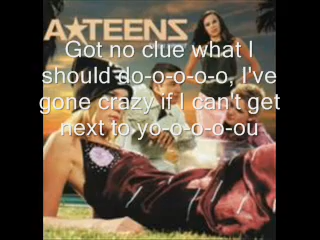 A★TEENS
Got no clue what I
should do-o-o-o-o, I've
gone crazy if I can't get
next to yo-o-o-o-ou